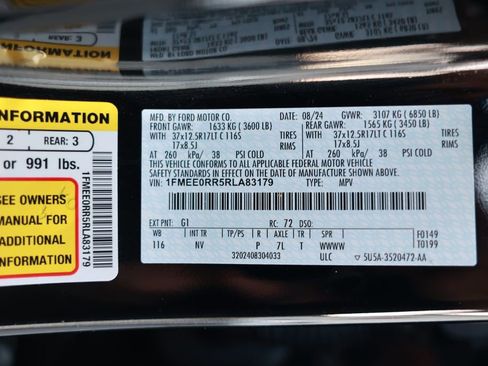 INFORMATION
2 REAR: 3
or 991 lbs.
SEE OWNERS
MANUAL FOR
ADDITIONAL
INFORMATION
1FMEE0RR5RLA83179
MFD. BY FORD MOTOR CO.
DATE: 08/24 GVWR: 3107 KG ( 6850 LB)
FRONT GAWR: 1633 KG ( 3600 LB)
REAR GAWR: 1565 KG ( 3450 LB)
37x12.5R17LT C 116S TIRES
37x12.5R17LT C 116S TIRES
17x8.5J RIMS
17x8.5J RIMS
AT 260 kPa/ 38 PSI COLD
AT 260 kPa/ 38 PSI COLD
THIS VEHICLE CONFORMS TO ALL APPLICABLE FEDERAL MOTOR VEHICLE
SAFETY STANDARDS IN EFFECT ON THE DATE OF MANUFACTURE SHOWN ABOVE.
VIN: 1FMEE0RR5RLA83179 TYPE: MPV
EXT PNT: G1 RC: 72 DSO:
WB INT TR TP/PS R AXLE TR SPR F0149
116 NV P 7L T WWWW T0199
3202408304033 ULC 5U5A-3520472-AA